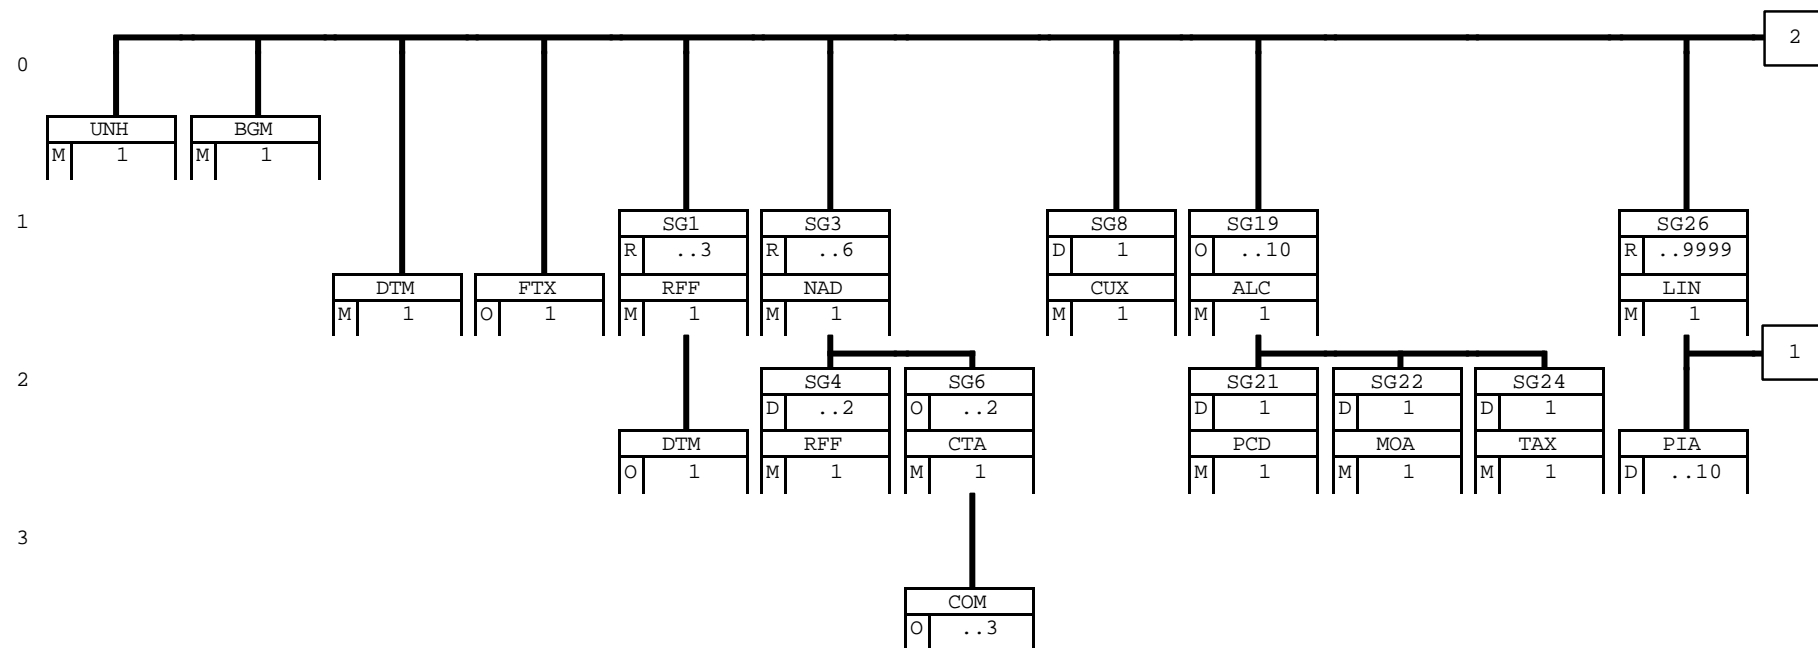 2
0
UNH BGM
M 1 M 1
1
SG1 SG3 SG8 SG19 SG26
R ..3 R ..6 D 1 O ..10 R ..9999
DTM FTX RFF NAD CUX ALC LIN
M 1 O 1 M 1 M 1 M 1 M 1 M 1
1
2
SG4 SG6 SG21 SG22 SG24
D ..2 O ..2 D 1 D 1 D 1
DTM RFF CTA PCD MOA TAX PIA
O 1 M 1 M 1 M 1 M 1 M 1 D ..10
3
COM
O ..3